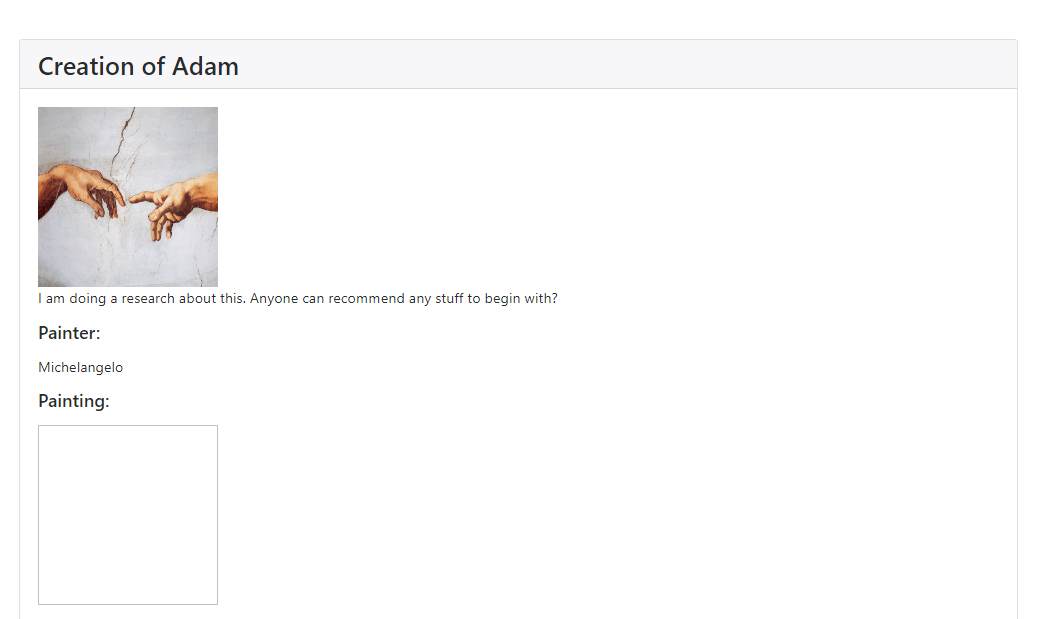 Creation of Adam
I am doing a research about this. Anyone can recommend any stuff to begin with?
Painter:
Michelangelo
Painting: